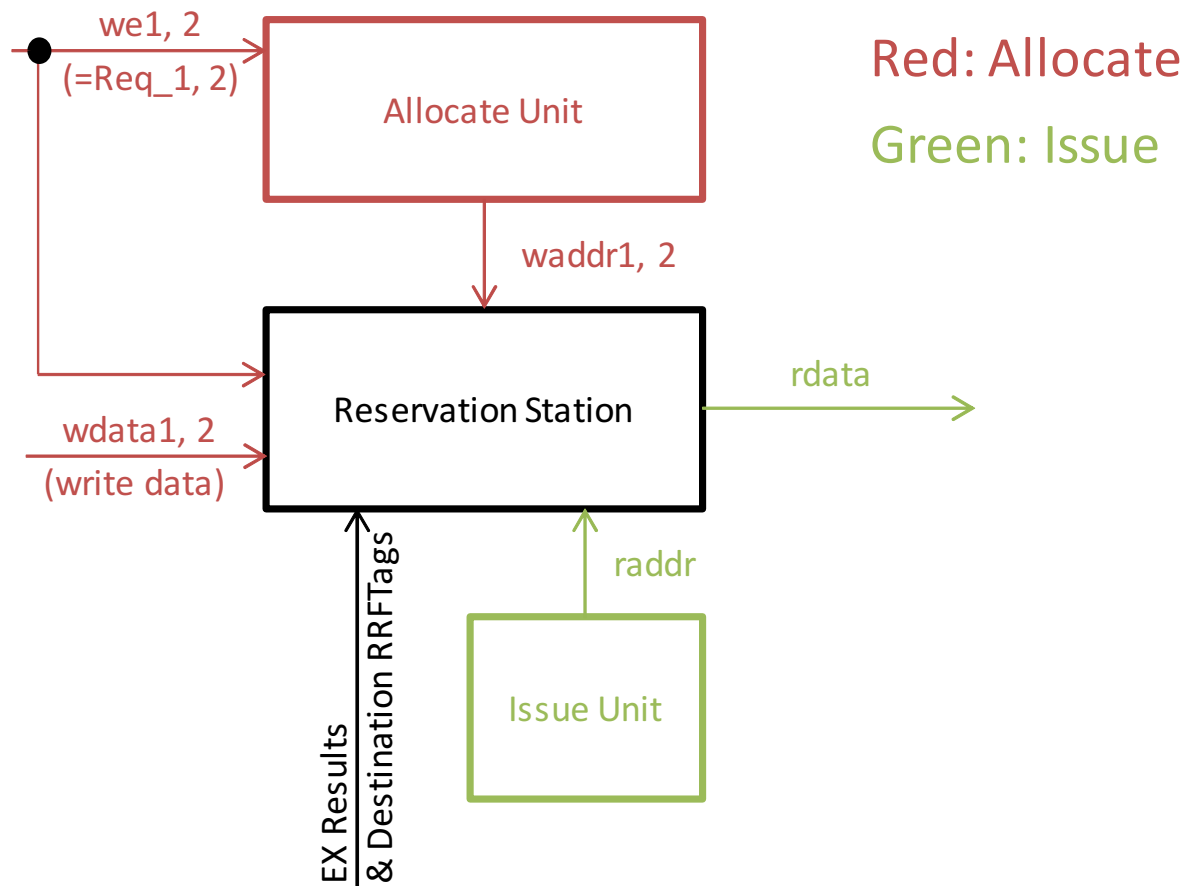 we1, 2
(=Req_1, 2)
Allocate Unit
Red: Allocate
Green: Issue
waddr1, 2
Reservation Station
rdata
wdata1, 2
(write data)
raddr
Issue Unit
EX Results
& Destination RRFTags